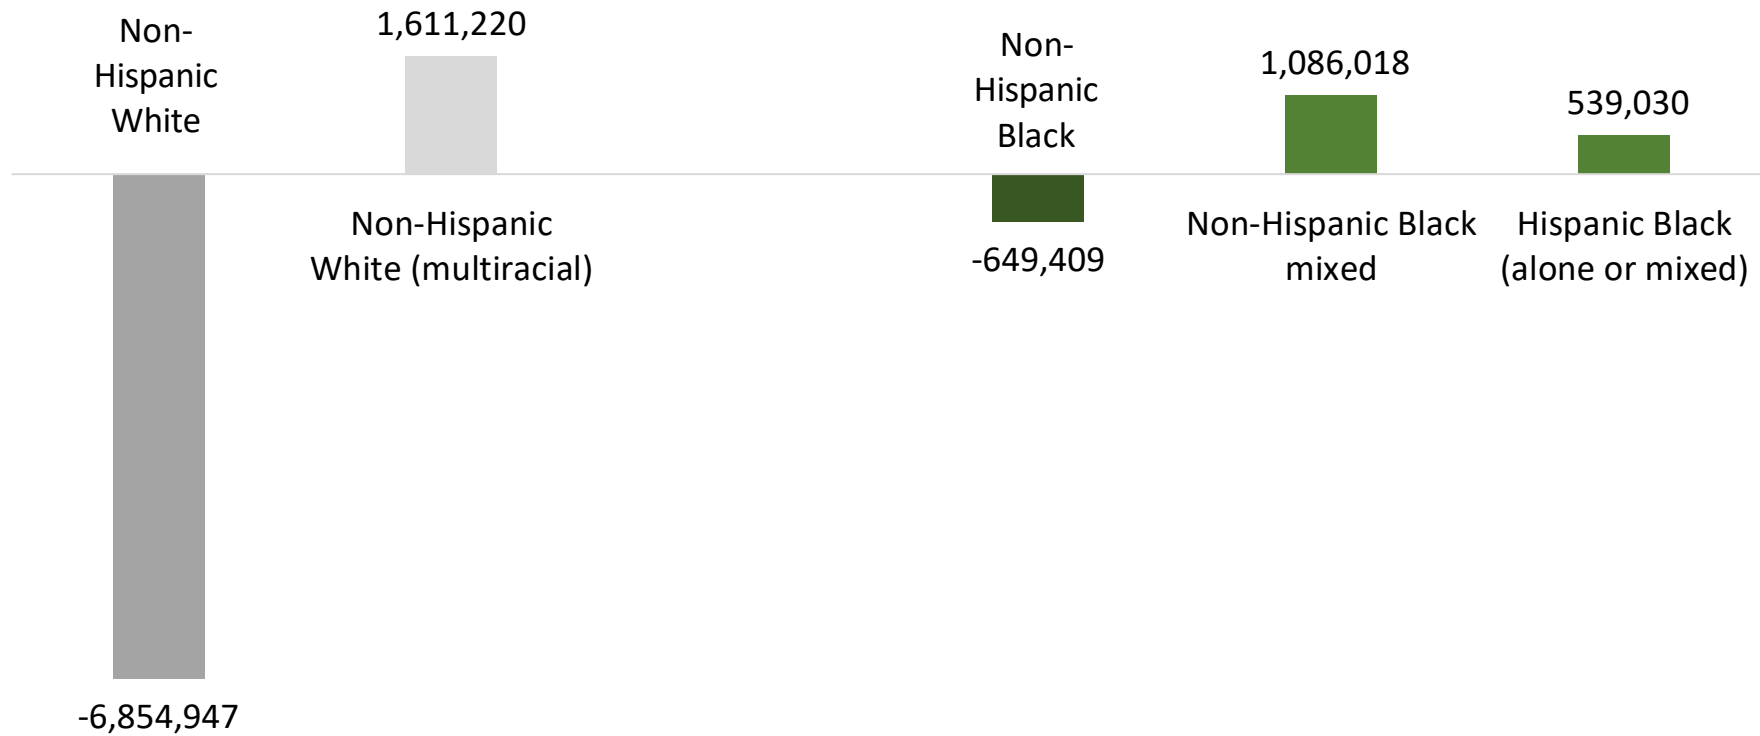 Non-
Hispanic
White
-6,854,947
1,611,220
Non-Hispanic
White (multiracial)
Non-
Hispanic
Black
-649,409
1,086,018
Non-Hispanic Black
mixed
539,030
Hispanic Black
(alone or mixed)